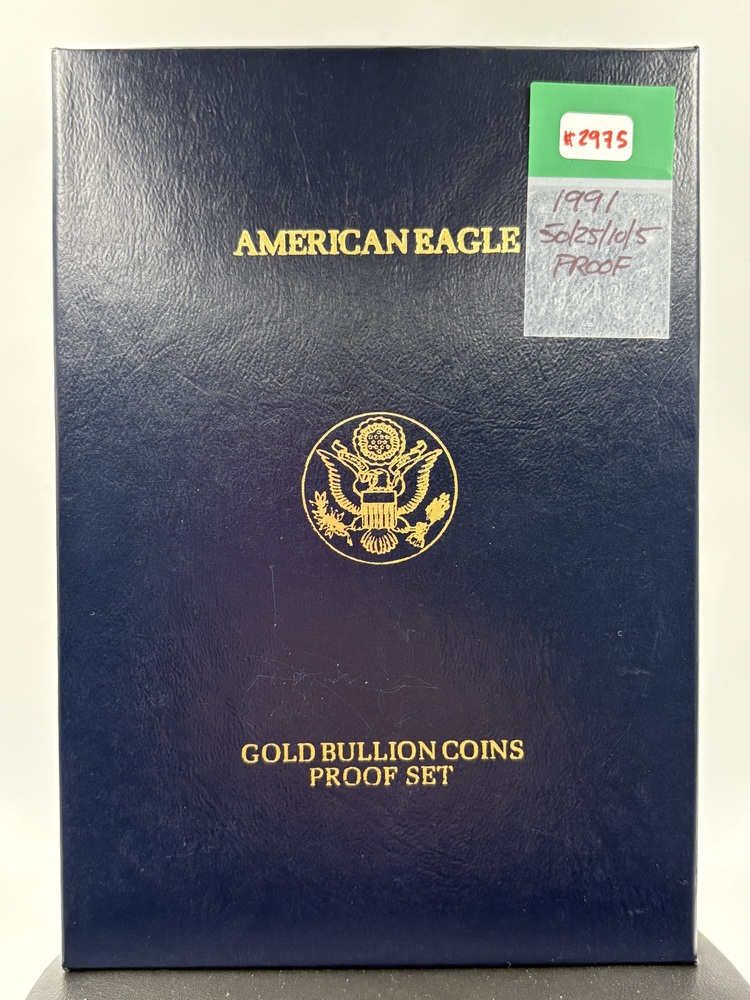 #2975
1991
50/25/10/5
PROOF
AMERICAN EAGLE
GOLD BULLION COINS
PROOF SET